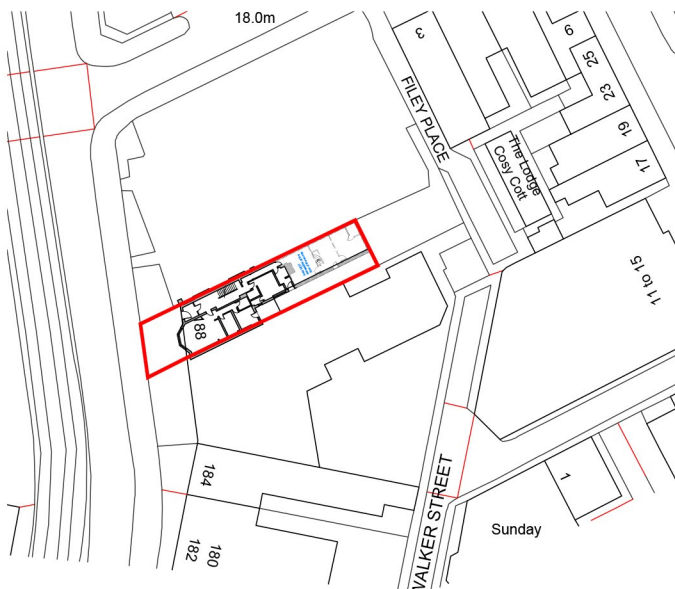 18.0m
3
9
25
23
19
17
FILEY PLACE
The Lodge
Cosy Cott
11 to 15
88
184
180
182
WALKER STREET
1
Sunday